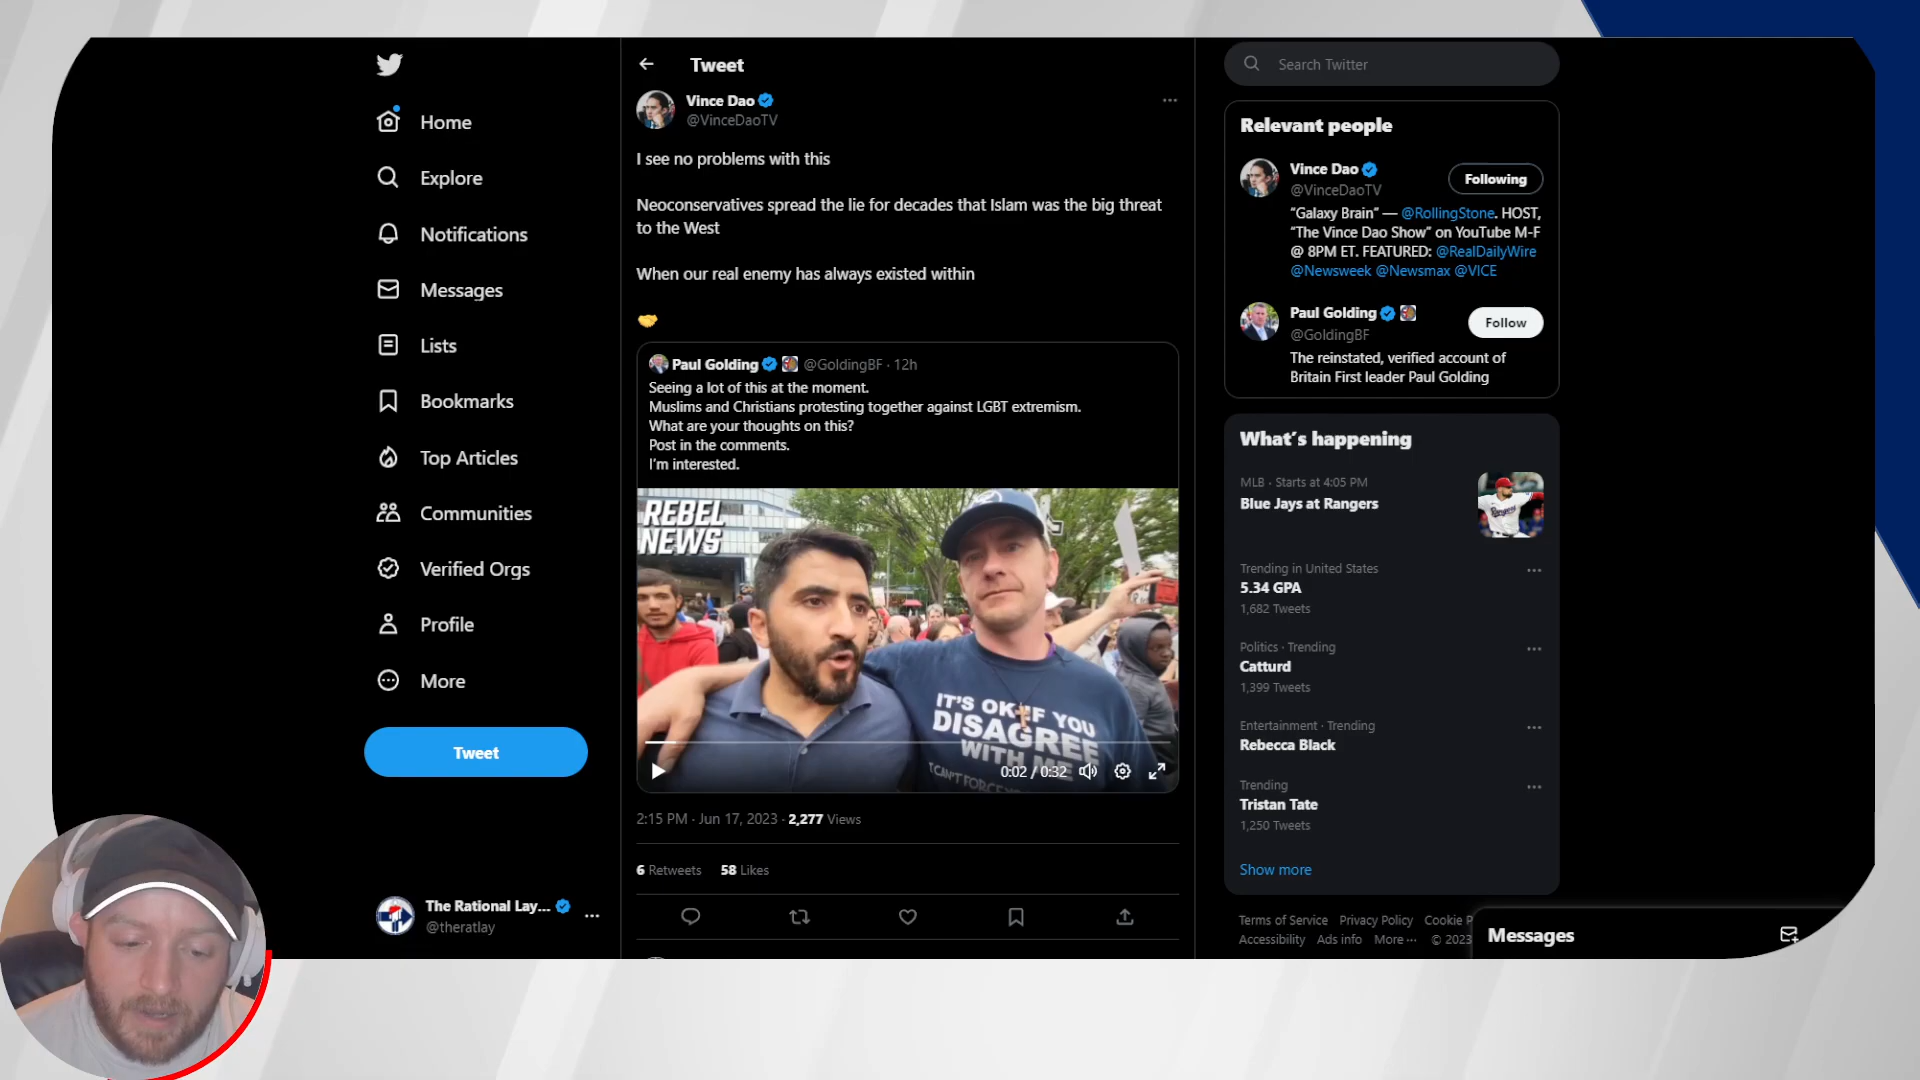 Home
Explore
Notifications
Messages
Lists
Bookmarks
Top Articles
Communities
Verified Orgs
Profile
More
Tweet
The Rational Lay...
@theratlay
Tweet
Vince Dao
@VinceDaoTV
I see no problems with this
Neoconservatives spread the lie for decades that Islam was the big threat
to the West
When our real enemy has always existed within
🤝
Paul Golding @GoldingBF · 12h
Seeing a lot of this at the moment.
Muslims and Christians protesting together against LGBT extremism.
What are your thoughts on this?
Post in the comments.
I'm interested.
REBEL
NEWS
IT'S OK IF YOU
DISAGREE
WITH ME
I CAN'T FORCE
0:02 / 0:32
2:15 PM · Jun 17, 2023 · 2,277 Views
6 Retweets 58 Likes
Search Twitter
Relevant people
Vince Dao
@VinceDaoTV
Following
"Galaxy Brain" — @RollingStone. HOST,
"The Vince Dao Show" on YouTube M-F
@ 8PM ET. FEATURED: @RealDailyWire
@Newsweek @Newsmax @VICE
Paul Golding
@GoldingBF
Follow
The reinstated, verified account of
Britain First leader Paul Golding
What's happening
MLB · Starts at 4:05 PM
Blue Jays at Rangers
Trending in United States
5.34 GPA
1,682 Tweets
Politics · Trending
Catturd
1,399 Tweets
Entertainment · Trending
Rebecca Black
Trending
Tristan Tate
1,250 Tweets
Show more
Terms of Service Privacy Policy Cookie P
Accessibility Ads info More ··· © 2023
Messages